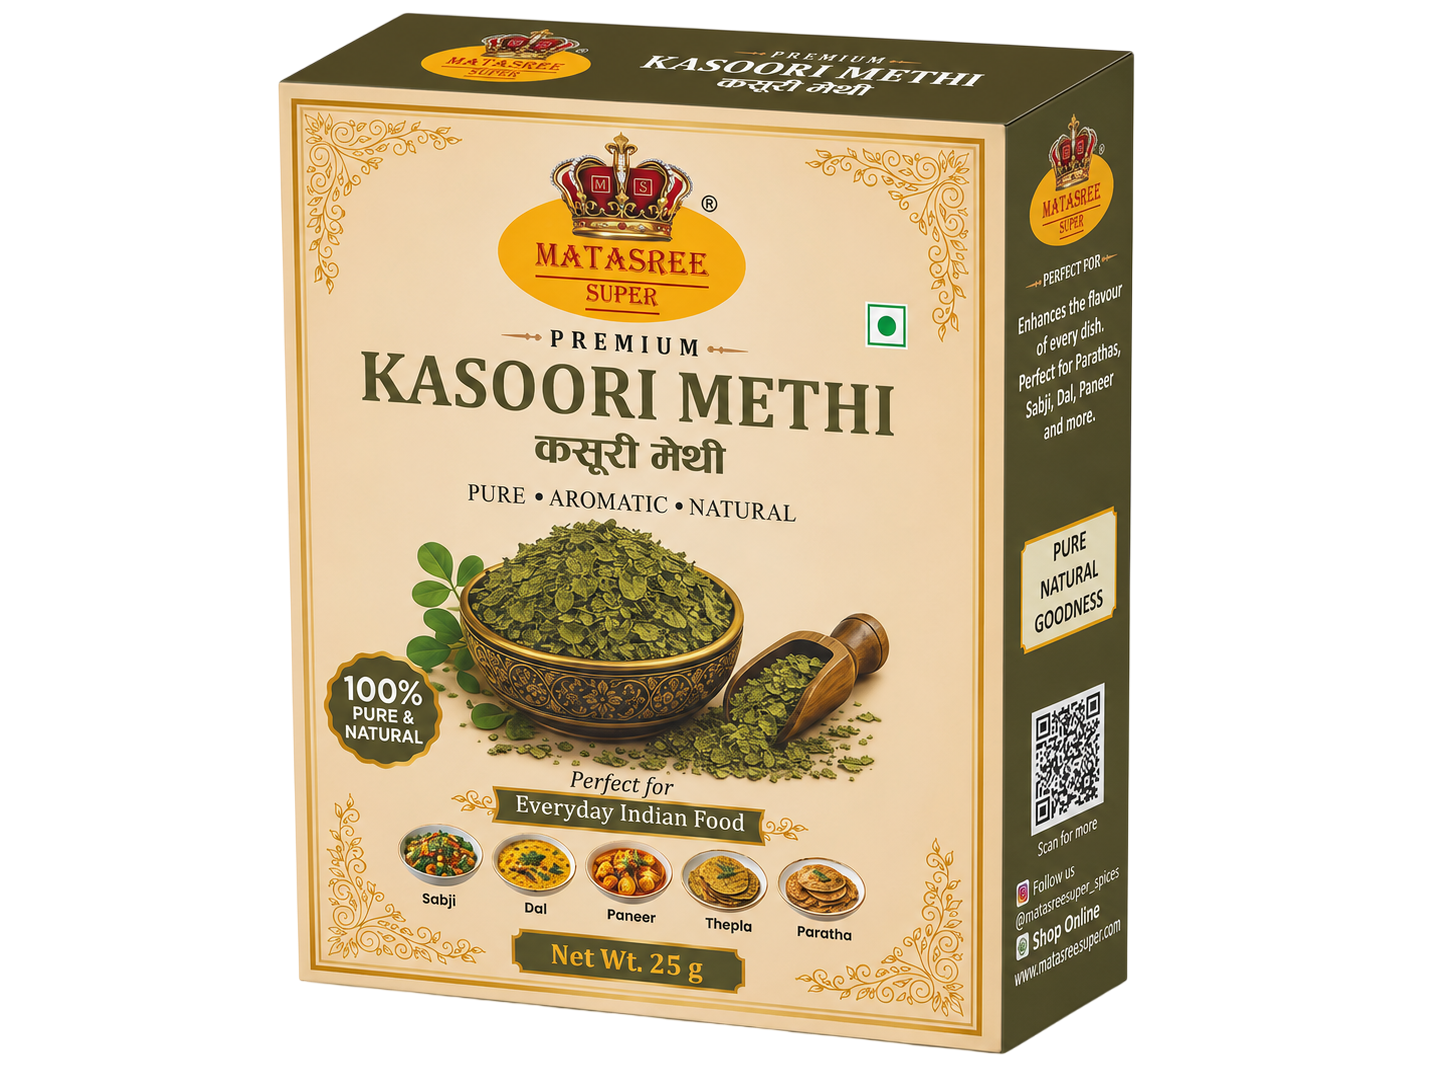 MATASREE
SUPER
PREMIUM
KASOORI METHI
कसूरी मेथी
M S
®
MATASREE
SUPER
PREMIUM
KASOORI METHI
कसूरी मेथी
PURE • AROMATIC • NATURAL
100%
PURE &
NATURAL
Perfect for
Everyday Indian Food
Sabji
Dal
Paneer
Thepla
Paratha
Net Wt. 25 g
®
MATASREE
SUPER
PERFECT FOR
Enhances the flavour
of every dish.
Perfect for Parathas,
Sabji, Dal, Paneer
and more.
PURE
NATURAL
GOODNESS
Scan for more
Follow us
@matasreesuper_spices
Shop Online
www.matasreesuper.com